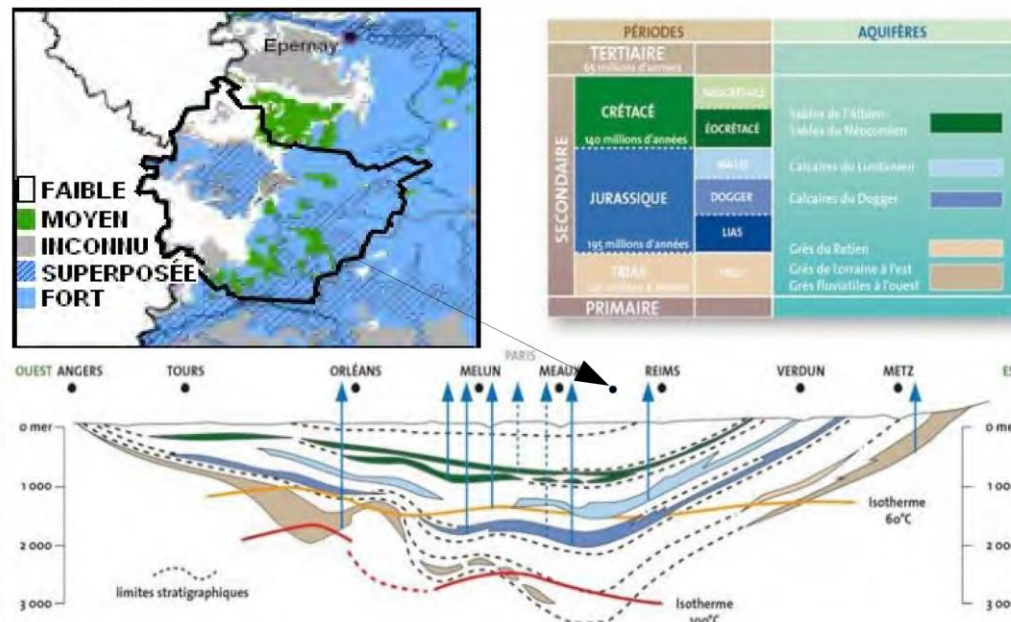 Epernay
FAIBLE
MOYEN
INCONNU
SUPERPOSÉE
FORT
PÉRIODES
AQUIFÈRES
TERTIAIRE
65 millions d'années
SECONDAIRE
CRÉTACÉ
140 millions d'années
NÉOCRÉTACÉ
ÉOCRÉTACÉ
Sables de l'Albien
Sables du Néocomien
JURASSIQUE
195 millions d'années
MALM
DOGGER
LIAS
Calcaires du Lusitanien
Calcaires du Dogger
TRIAS
Grès du Retien
Grès de Lorraine à l'est
Grès fluviatiles à l'ouest
PRIMAIRE
PARIS
OUEST ANGERS
TOURS
ORLÉANS
MELUN
MEAUX
REIMS
VERDUN
METZ
0 mer
1 000
2 000
3 000
0 mer
1 000
2 000
3 000
limites stratigraphiques
Isotherme
60°C
Isotherme